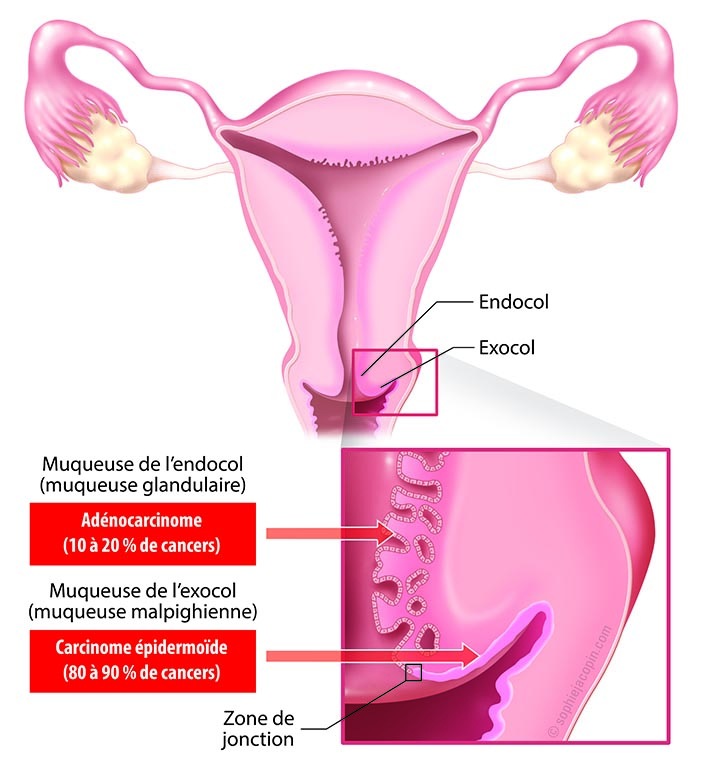 Endocol
Exocol
Muqueuse de l’endocol
(muqueuse glandulaire)
Adénocarcinome
(10 à 20 % de cancers)
Muqueuse de l’exocol
(muqueuse malpighienne)
Carcinome épidermoïde
(80 à 90 % de cancers)
Zone de
jonction
© sophiejacopin.com